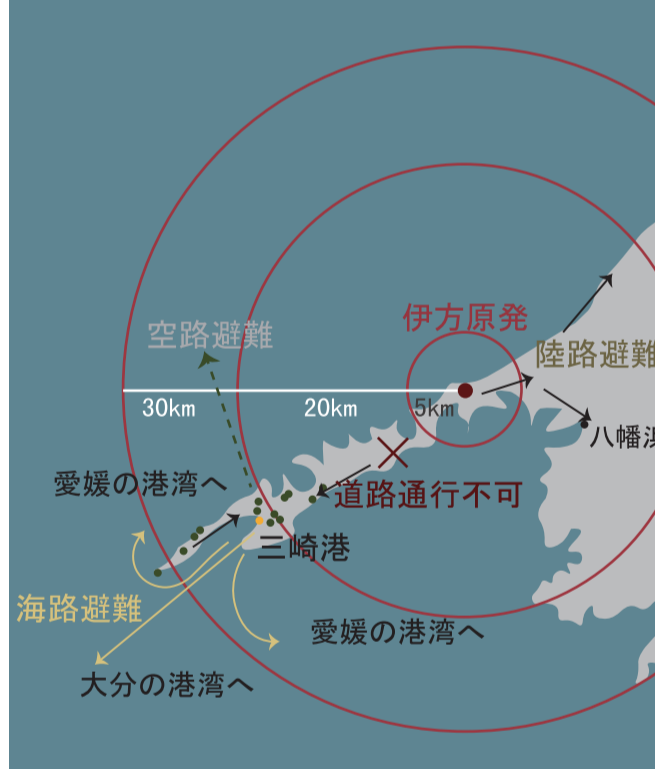 伊方原発
空路避難
陸路避難
30km
20km
5km
八幡浜
愛媛の港湾へ
道路通行不可
三崎港
海路避難
愛媛の港湾へ
大分の港湾へ